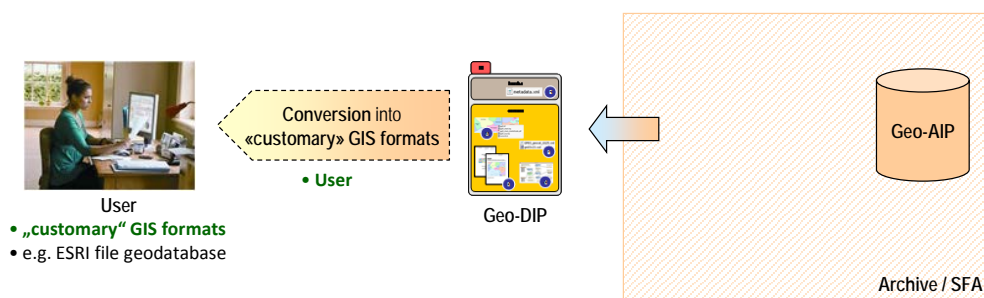 metadata.xml
Conversion into
«customary» GIS formats
• User
Geo-AIP
User
• „customary“ GIS formats
• e.g. ESRI file geodatabase
Geo-DIP
Archive / SFA